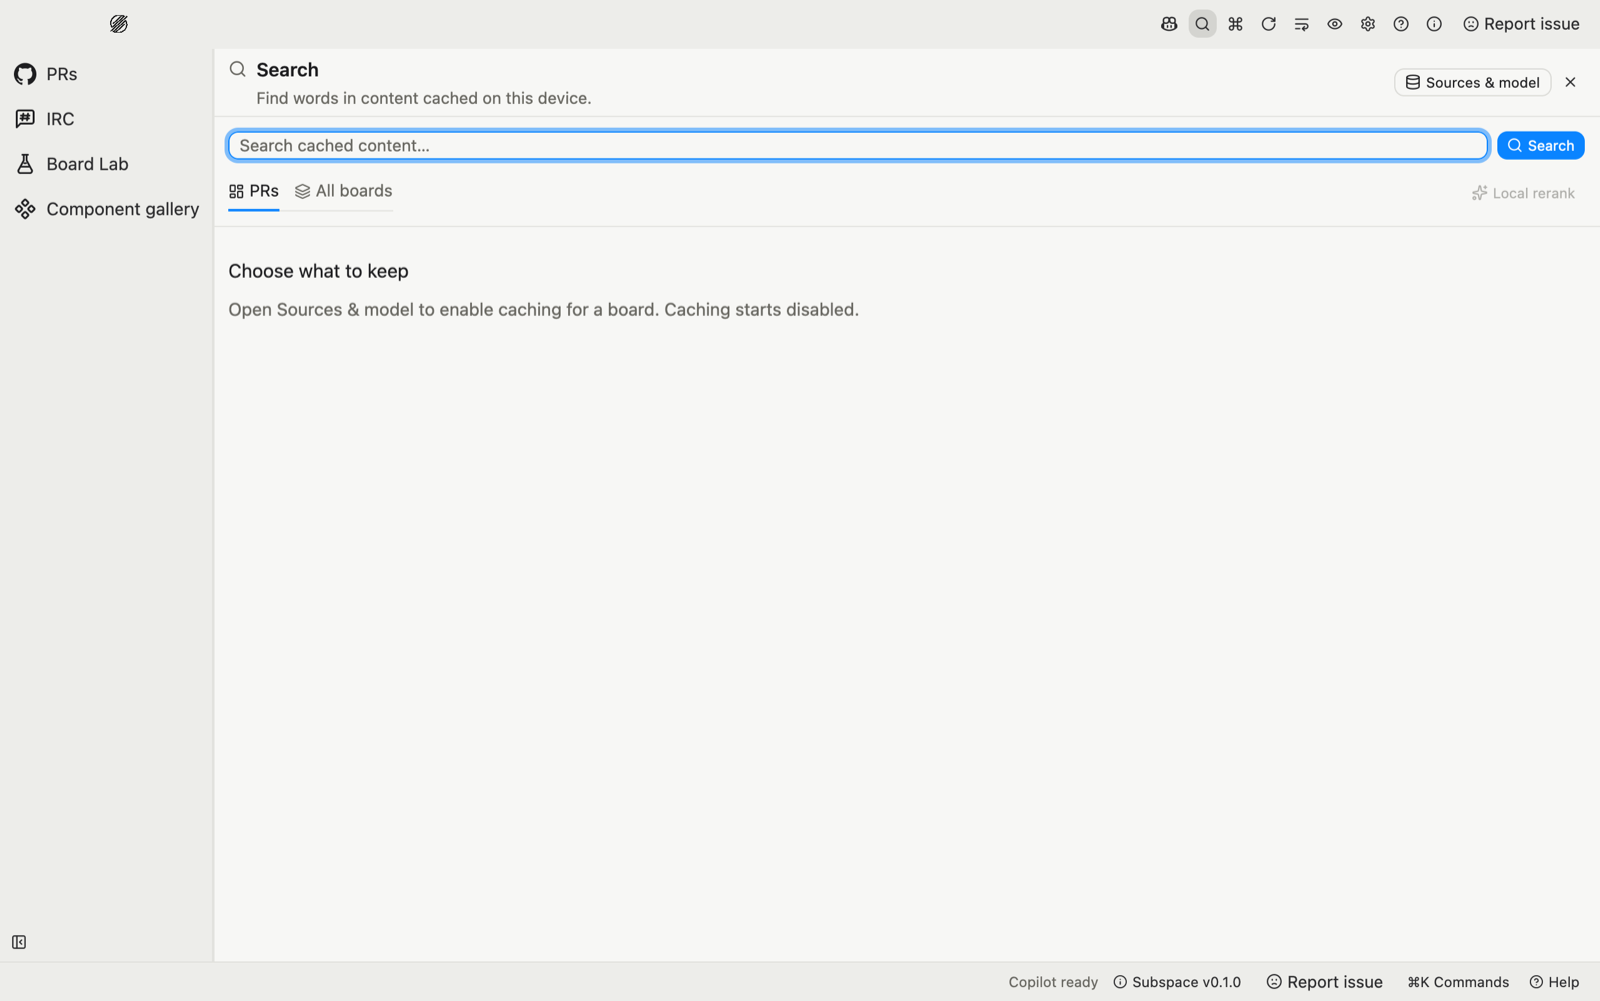 Report issue
PRs
IRC
Board Lab
Component gallery
Search
Find words in content cached on this device.
Sources & model
Search cached content...
Search
PRs
All boards
Local rerank
Choose what to keep
Open Sources & model to enable caching for a board. Caching starts disabled.
Copilot ready
Subspace v0.1.0
Report issue
⌘K Commands
Help